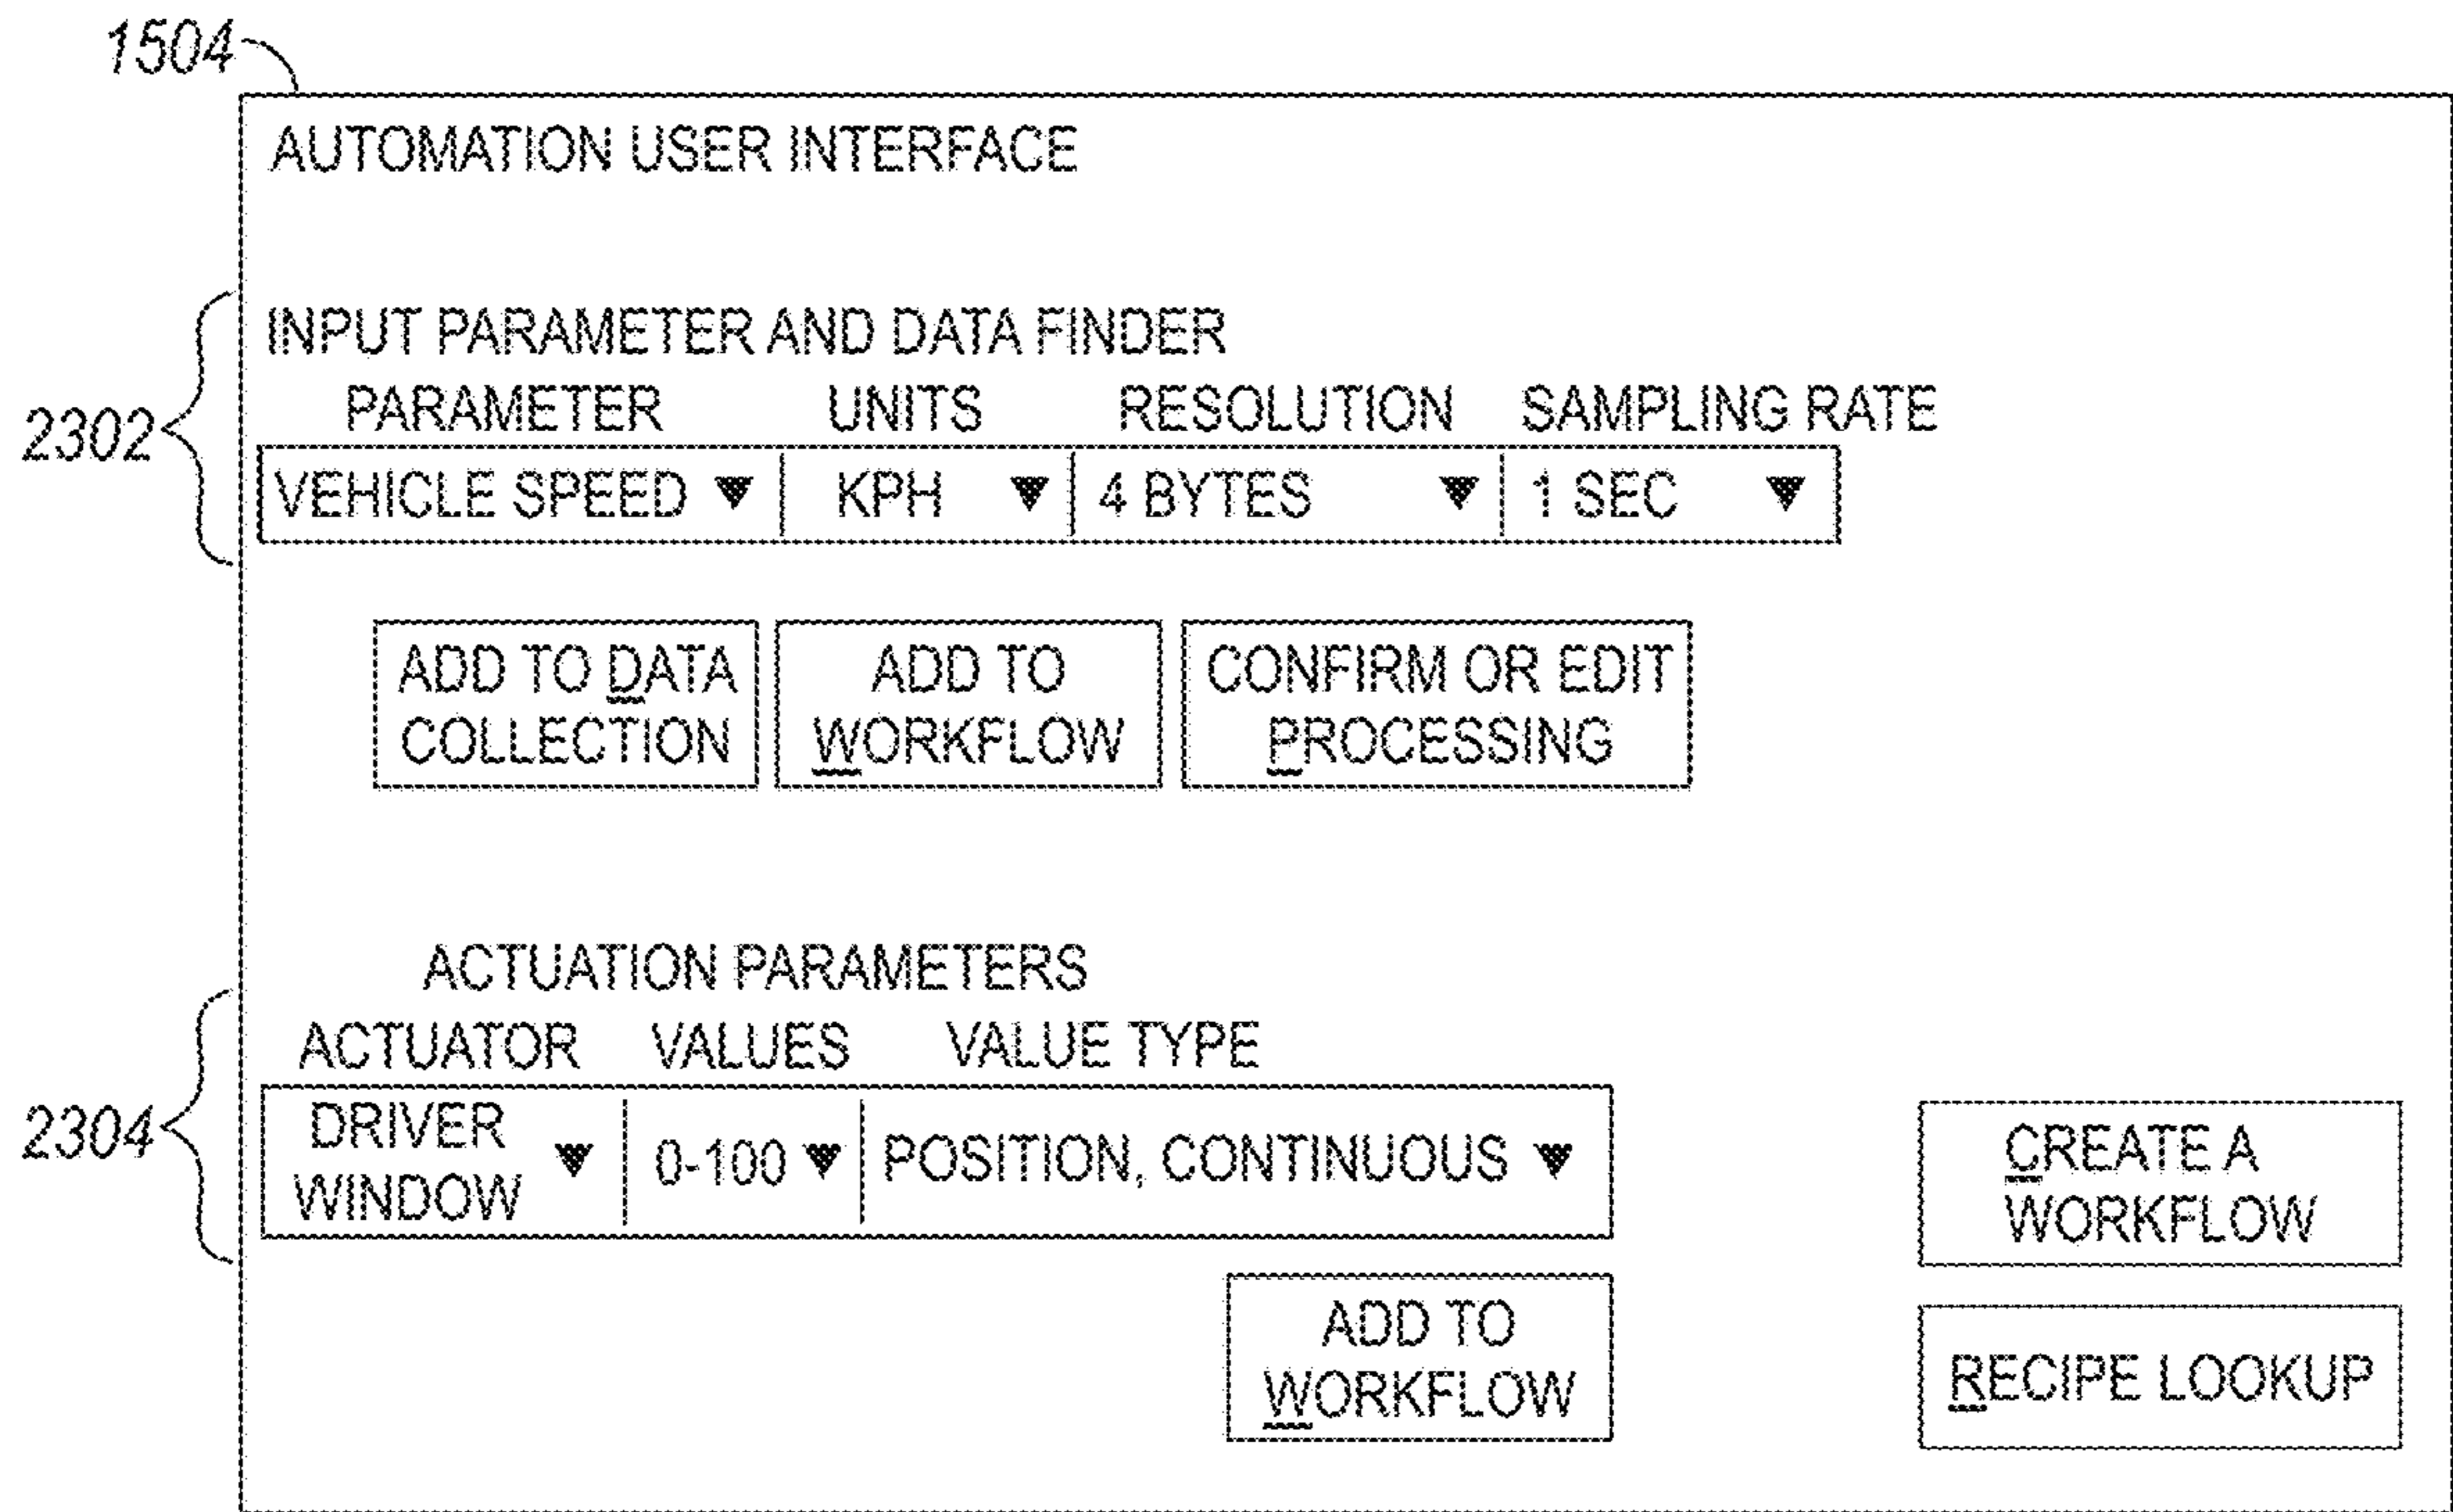 1504
AUTOMATION USER INTERFACE
INPUT PARAMETER AND DATA FINDER
PARAMETER UNITS RESOLUTION SAMPLING RATE
2302
VEHICLE SPEED ▼ KPH ▼ 4 BYTES ▼ 1 SEC ▼
ADD TO DATA
COLLECTION
ADD TO
WORKFLOW
CONFIRM OR EDIT
PROCESSING
ACTUATION PARAMETERS
ACTUATOR VALUES VALUE TYPE
2304
DRIVER
WINDOW ▼ 0-100 ▼ POSITION, CONTINUOUS ▼
CREATE A
WORKFLOW
ADD TO
WORKFLOW
RECIPE LOOKUP